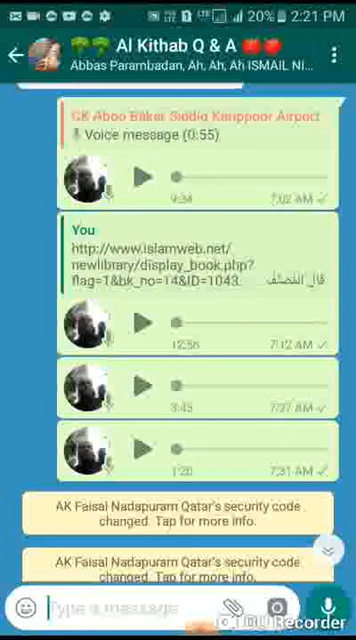 LTE 20% 2:21 PM
Al Kithab Q & A
Abbas Parambadan, Ah, Ah, Ah ISMAIL NI...
CK Aboo Baker Siddiq Karippoor Airport
Voice message (0:55)
9:34 7:02 AM
You
http://www.islamweb.net/
newlibrary/display_book.php?
flag=1&bk_no=14&ID=1043 قال المصنف
12:56 7:12 AM
3:45 7:27 AM
1:20 7:31 AM
AK Faisal Nadapuram Qatar's security code
changed. Tap for more info.
AK Faisal Nadapuram Qatar's security code
changed. Tap for more info.
Type a message
DU Recorder